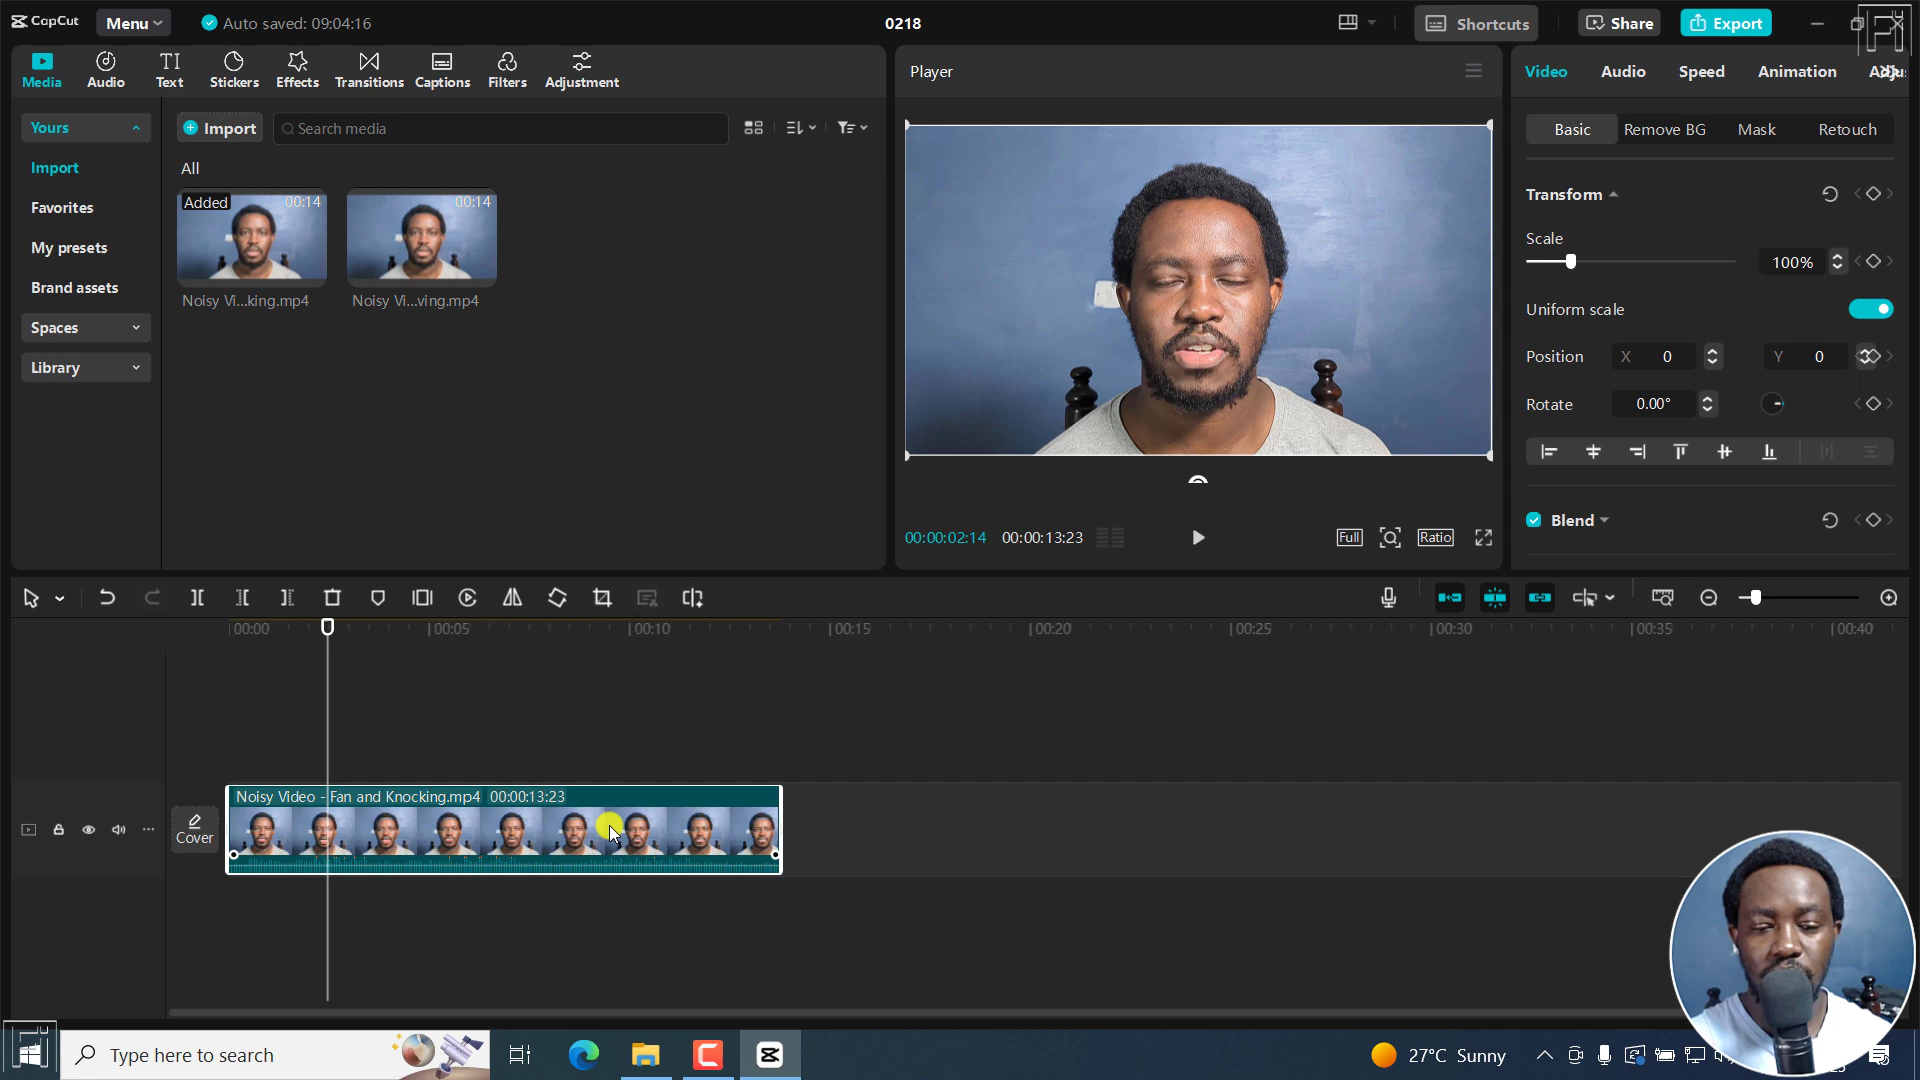 CapCut Menu Auto saved: 09:04:16 0218 Shortcuts Share Export
Media Audio Text Stickers Effects Transitions Captions Filters Adjustment
Player
Video Audio Speed Animation
Yours
Import
Search media
Basic Remove BG Mask Retouch
Import
All
Favorites
My presets
Brand assets
Spaces
Library
Added 00:14
00:14
Noisy Vi...king.mp4
Noisy Vi...ving.mp4
Transform
Scale
100%
Uniform scale
Position X 0 Y 0
Rotate 0.00°
Blend
00:00:02:14 00:00:13:23
Full
Ratio
00:00 00:05 00:10 00:15 00:20 00:25 00:30 00:35 00:40
Noisy Video - Fan and Knocking.mp4 00:00:13:23
Cover
Type here to search
27°C Sunny